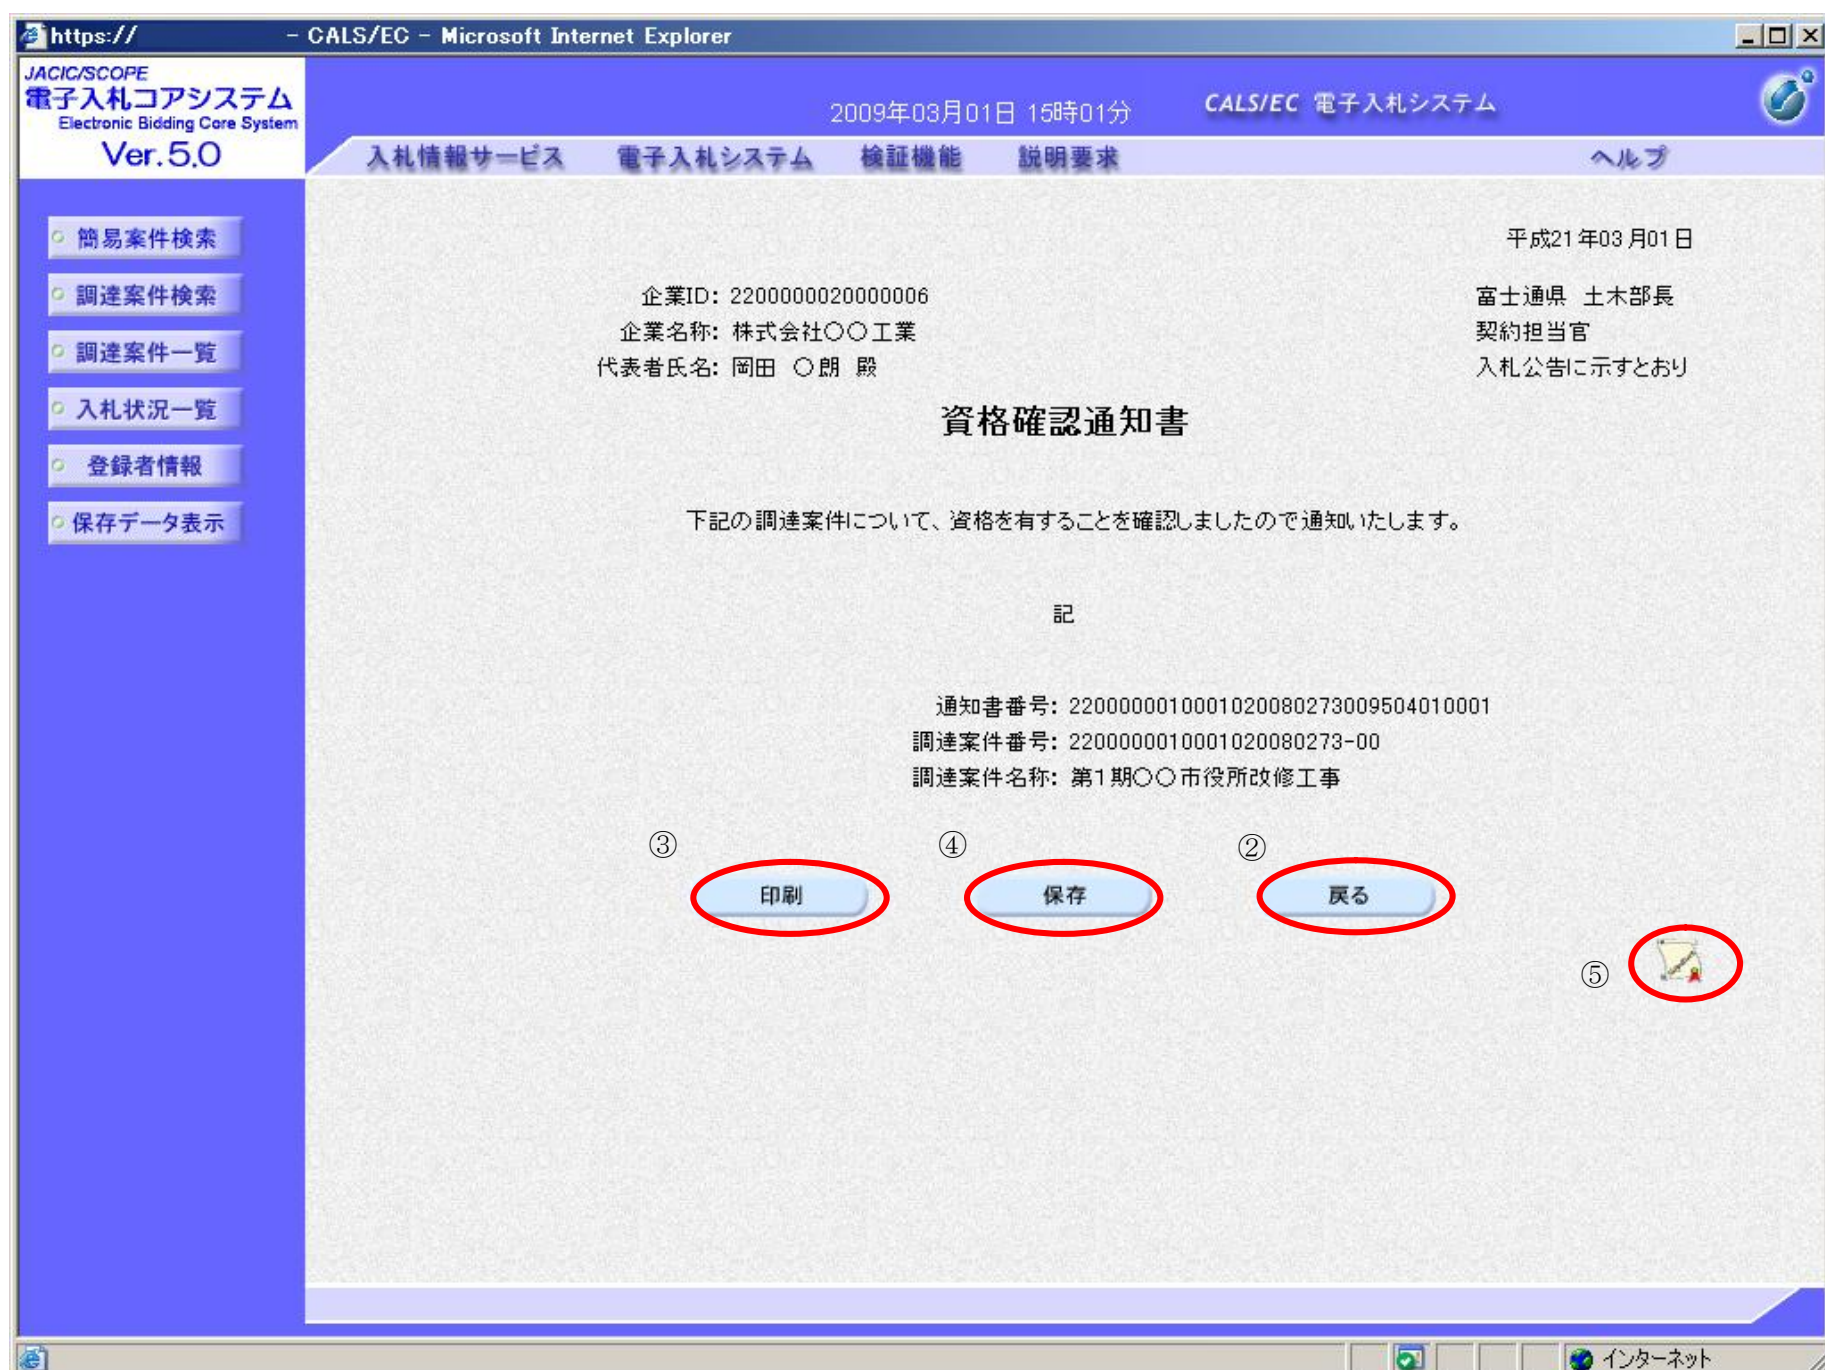 https:// - CALS/EC - Microsoft Internet Explorer
JACIC/SCOPE
電子入札コアシステム
Electronic Bidding Core System
Ver.5.0
2009年03月01日 15時01分
CALS/EC 電子入札システム
入札情報サービス 電子入札システム 検証機能 説明要求 ヘルプ
簡易案件検索
調達案件検索
調達案件一覧
入札状況一覧
登録者情報
保存データ表示
平成21年03月01日
企業ID: 2200000020000006
企業名称: 株式会社〇〇工業
代表者氏名: 岡田 〇朗 殿
富士通県 土木部長
契約担当官
入札公告に示すとおり
資格確認通知書
下記の調達案件について、資格を有することを確認しましたので通知いたします。
記
通知書番号: 2200000010001020080273009504010001
調達案件番号: 2200000010001020080273-00
調達案件名称: 第1期〇〇市役所改修工事
③ ④ ②
印刷 保存 戻る
⑤
インターネット